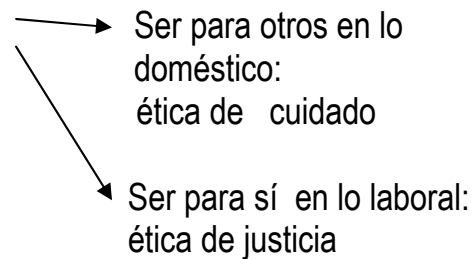 Ser para otros en lo
doméstico:
ética de cuidado
Ser para sí en lo laboral:
ética de justicia